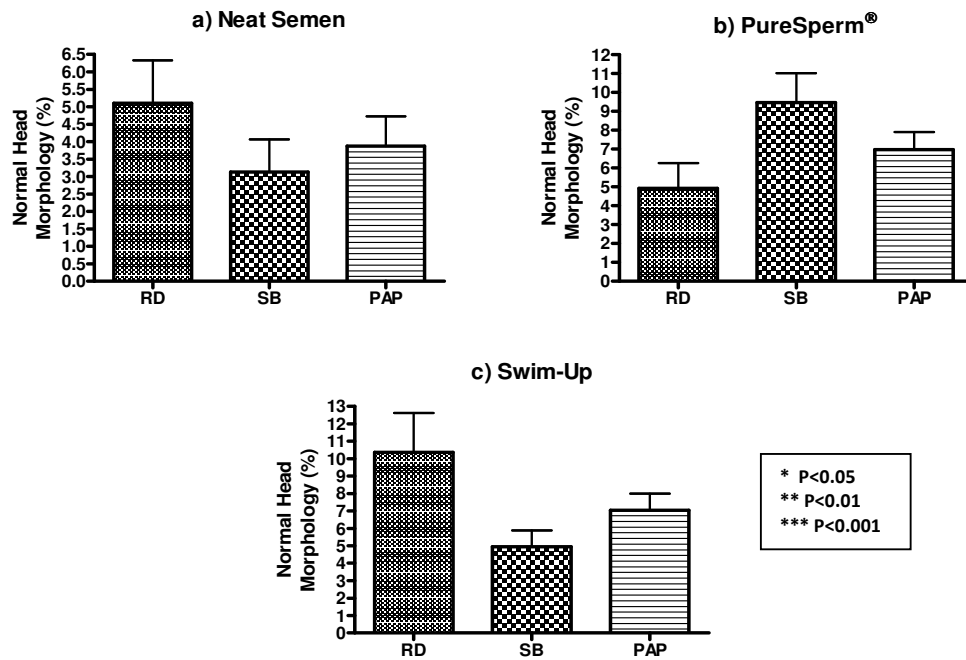 a) Neat Semen
Normal Head
Morphology (%)
6.5
6.0
5.5
5.0
4.5
4.0
3.5
3.0
2.5
2.0
1.5
1.0
0.5
0.0
RD SB PAP
b) PureSperm®
Normal Head
Morphology (%)
12
11
10
9
8
7
6
5
4
3
2
1
0
RD SB PAP
c) Swim-Up
Normal Head
Morphology (%)
13
12
11
10
9
8
7
6
5
4
3
2
1
0
RD SB PAP
* P<0.05
** P<0.01
*** P<0.001